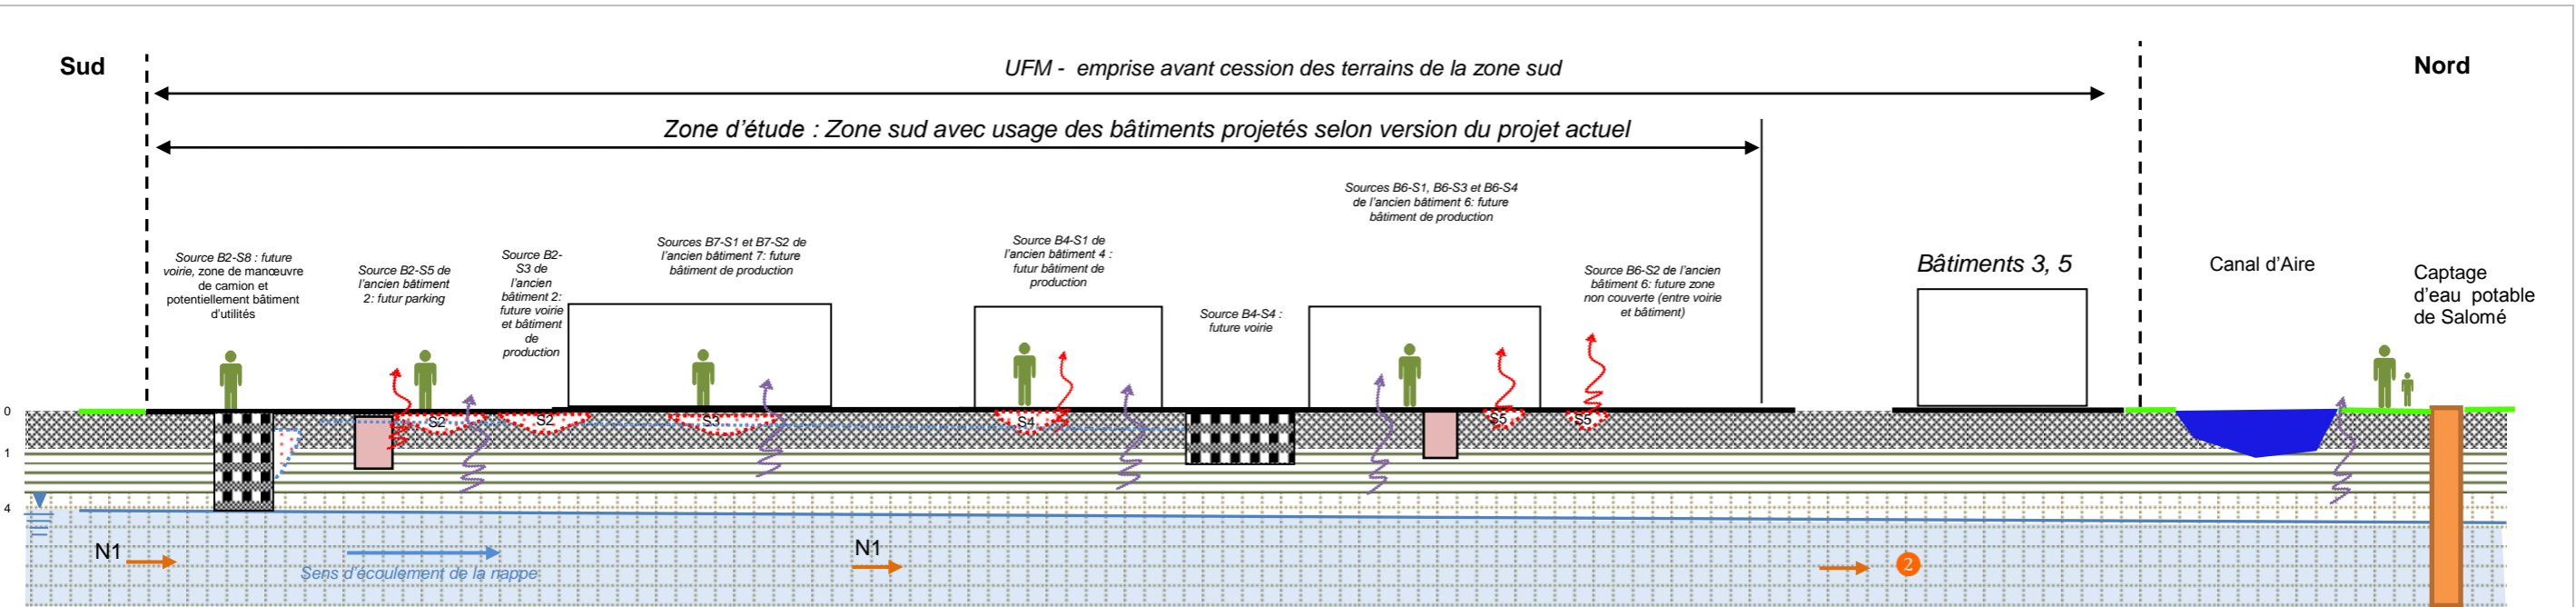 Sud
UFM - emprise avant cession des terrains de la zone sud
Nord
Zone d'étude : Zone sud avec usage des bâtiments projetés selon version du projet actuel
Source B2-S8 : future
voirie, zone de manœuvre
de camion et
potentiellement bâtiment
d'utilités
Source B2-S5 de
l'ancien bâtiment
2: futur parking
Source B2-
S3 de
l'ancien
bâtiment 2:
future voirie
et bâtiment
de
production
Sources B7-S1 et B7-S2 de
l'ancien bâtiment 7: future
bâtiment de production
Source B4-S1 de
l'ancien bâtiment 4 :
futur bâtiment de
production
Source B4-S4 :
future voirie
Sources B6-S1, B6-S3 et B6-S4
de l'ancien bâtiment 6: future
bâtiment de production
Source B6-S2 de l'ancien
bâtiment 6: future zone
non couverte (entre voirie
et bâtiment)
Bâtiments 3, 5
Canal d'Aire
Captage
d'eau potable
de Salomé
0
S2
S2
S3
S4
S5
S5
1
4
N1
Sens d'écoulement de la nappe
N1
2